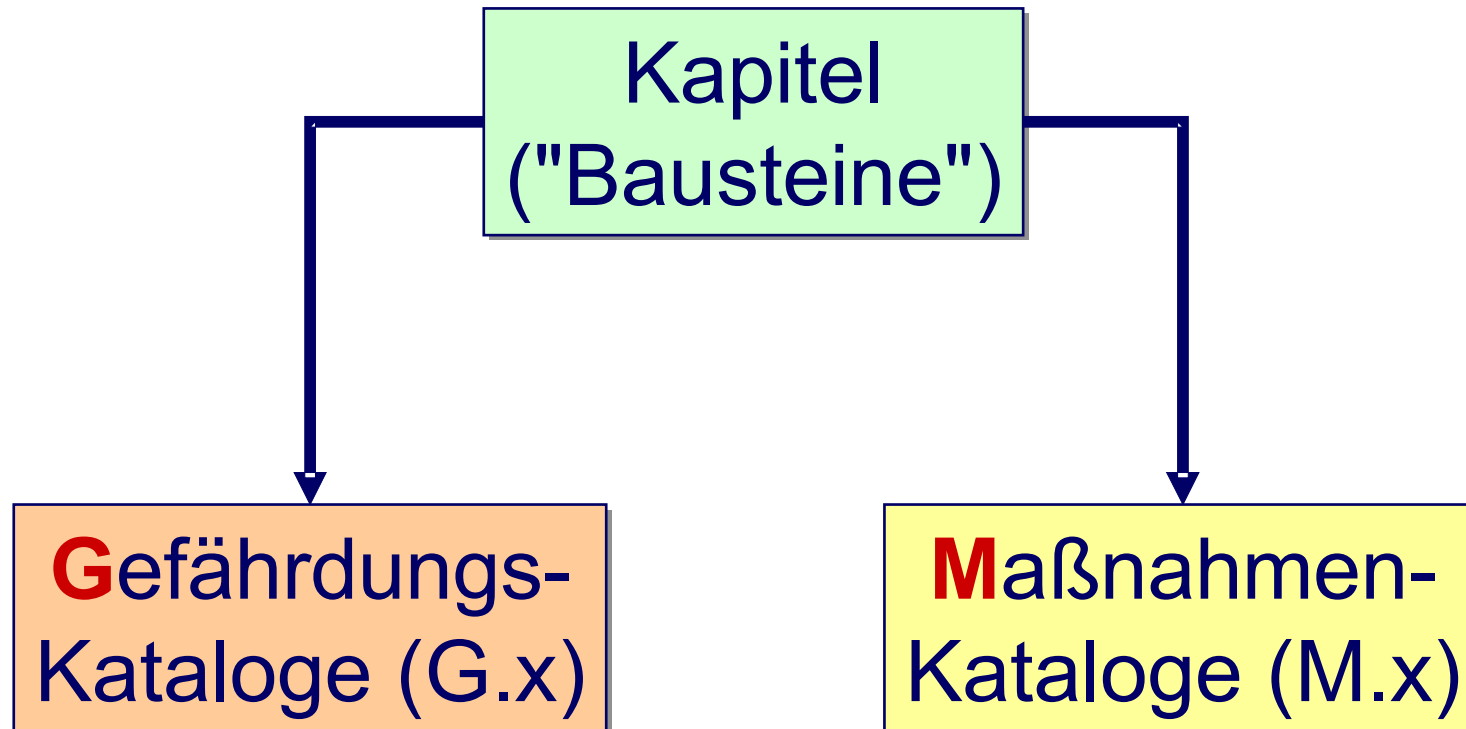 Kapitel
("Bausteine")
Gefährdungs-
Kataloge (G.x)
Maßnahmen-
Kataloge (M.x)